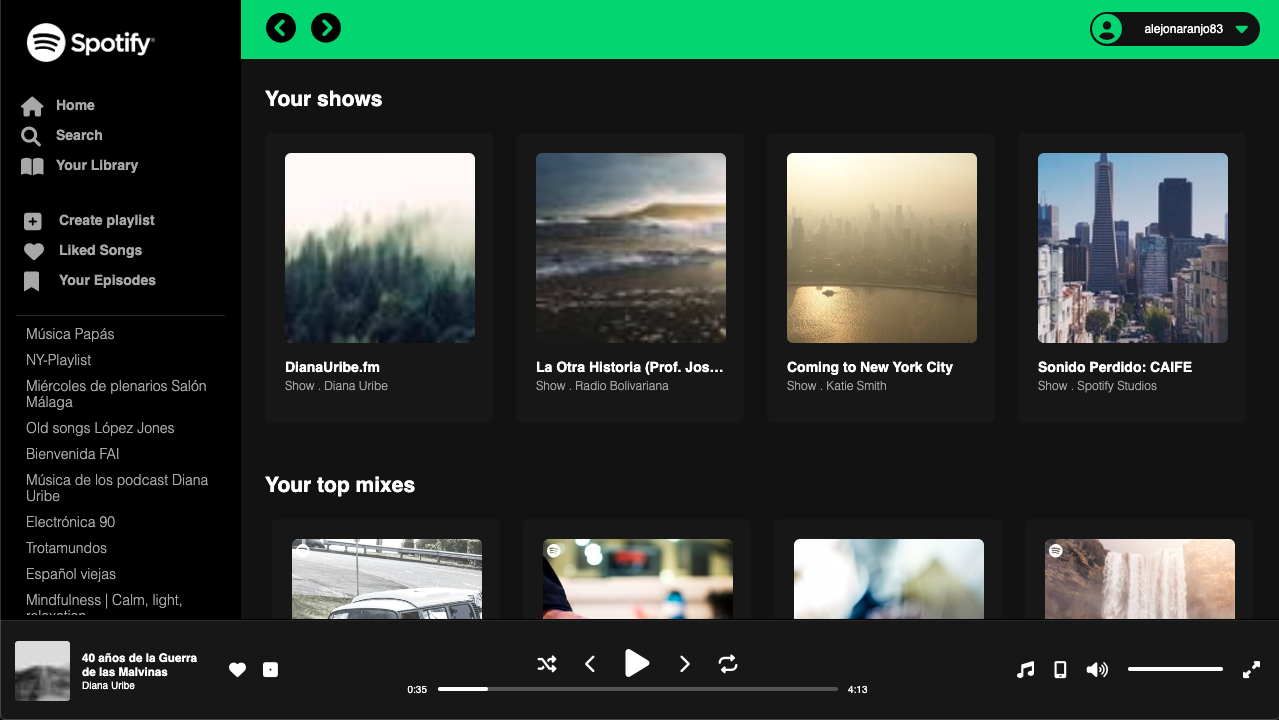 Spotify
Home
Search
Your Library
Create playlist
Liked Songs
Your Episodes
Música Papás
NY-Playlist
Miércoles de plenarios Salón
Málaga
Old songs López Jones
Bienvenida FAI
Música de los podcast Diana
Uribe
Electrónica 90
Trotamundos
Español viejas
Mindfulness | Calm, light,
relaxation
alejonaranjo83
Your shows
DianaUribe.fm
Show . Diana Uribe
La Otra Historia (Prof. Jos...
Show . Radio Bolivariana
Coming to New York City
Show . Katie Smith
Sonido Perdido: CAIFE
Show . Spotify Studios
Your top mixes
40 años de la Guerra
de las Malvinas
Diana Uribe
0:35
4:13